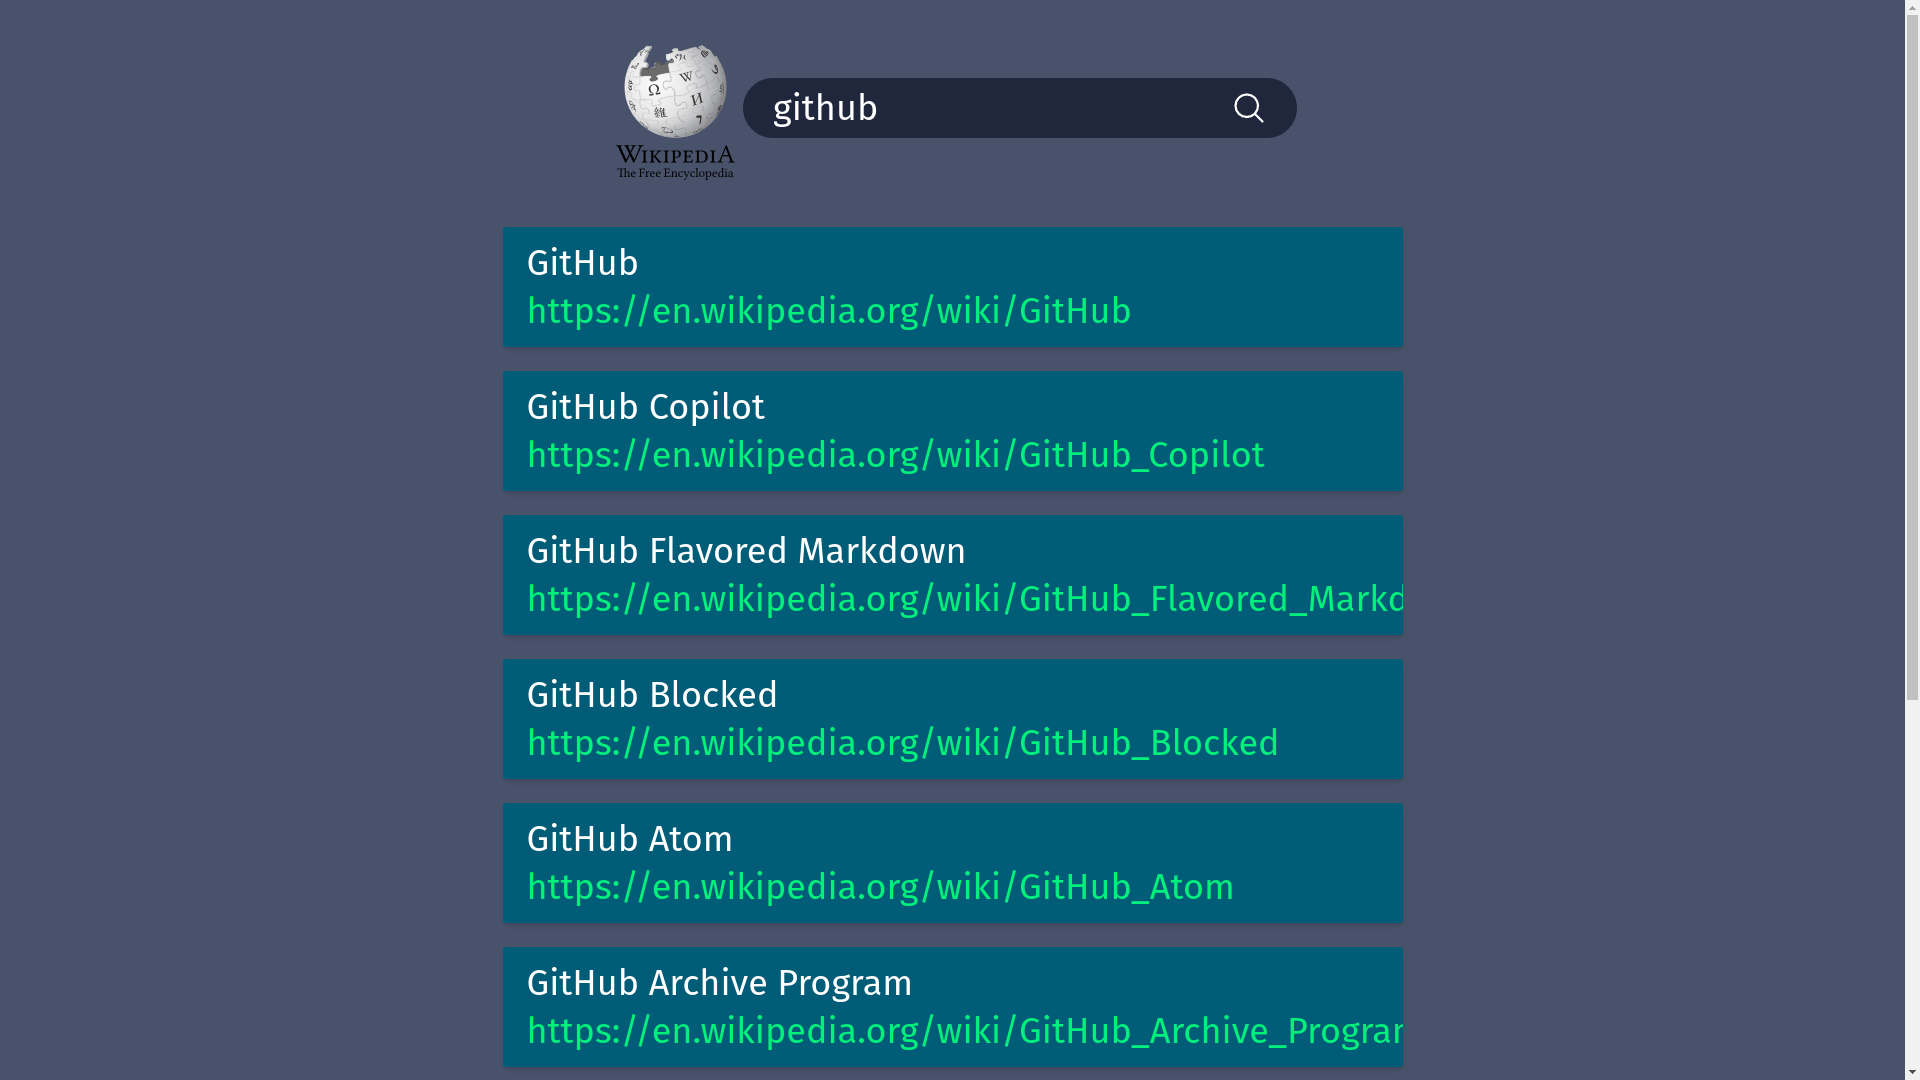 WIKIPEDIA
The Free Encyclopedia
github
GitHub
https://en.wikipedia.org/wiki/GitHub
GitHub Copilot
https://en.wikipedia.org/wiki/GitHub_Copilot
GitHub Flavored Markdown
https://en.wikipedia.org/wiki/GitHub_Flavored_Markd
GitHub Blocked
https://en.wikipedia.org/wiki/GitHub_Blocked
GitHub Atom
https://en.wikipedia.org/wiki/GitHub_Atom
GitHub Archive Program
https://en.wikipedia.org/wiki/GitHub_Archive_Progra